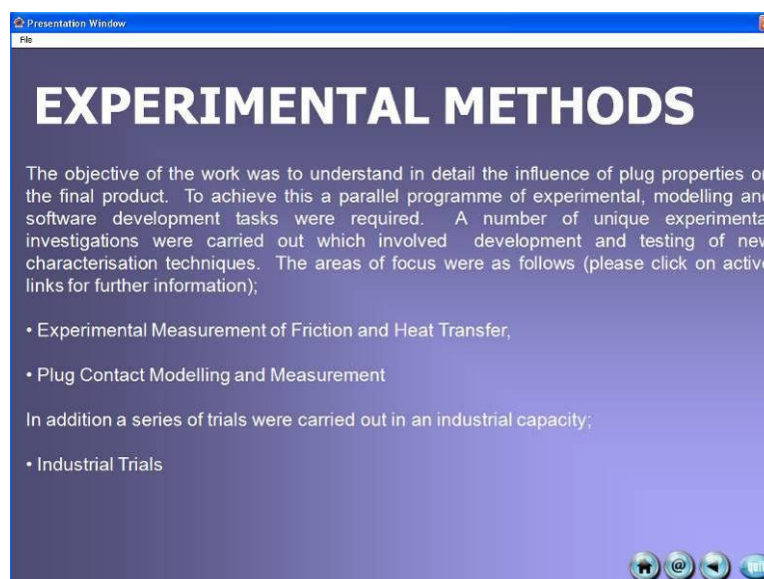 Presentation Window
File
EXPERIMENTAL METHODS
The objective of the work was to understand in detail the influence of plug properties
the final product. To achieve this a parallel programme of experimental, modelling and
software development tasks were required. A number of unique experimenta
investigations were carried out which involved development and testing of new
characterisation techniques. The areas of focus were as follows (please click on active
links for further information);
• Experimental Measurement of Friction and Heat Transfer,
• Plug Contact Modelling and Measurement
In addition a series of trials were carried out in an industrial capacity;
• Industrial Trials
@